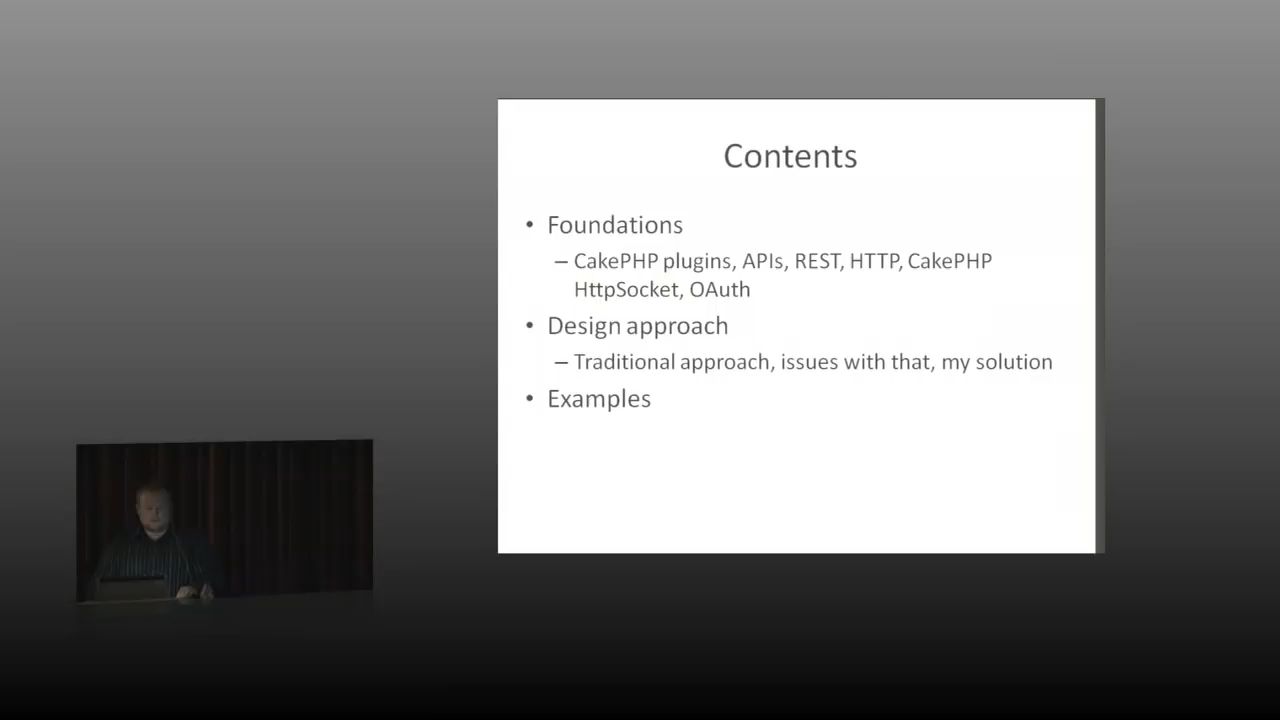 Contents
• Foundations
– CakePHP plugins, APIs, REST, HTTP, CakePHP
HttpSocket, OAuth
• Design approach
– Traditional approach, issues with that, my solution
• Examples